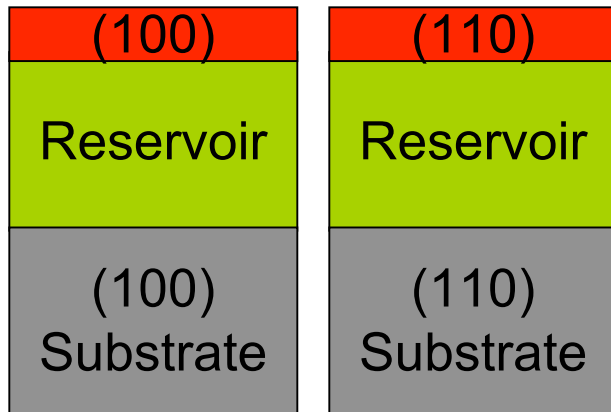 (100)
Reservoir
(100)
Substrate
(110)
Reservoir
(110)
Substrate